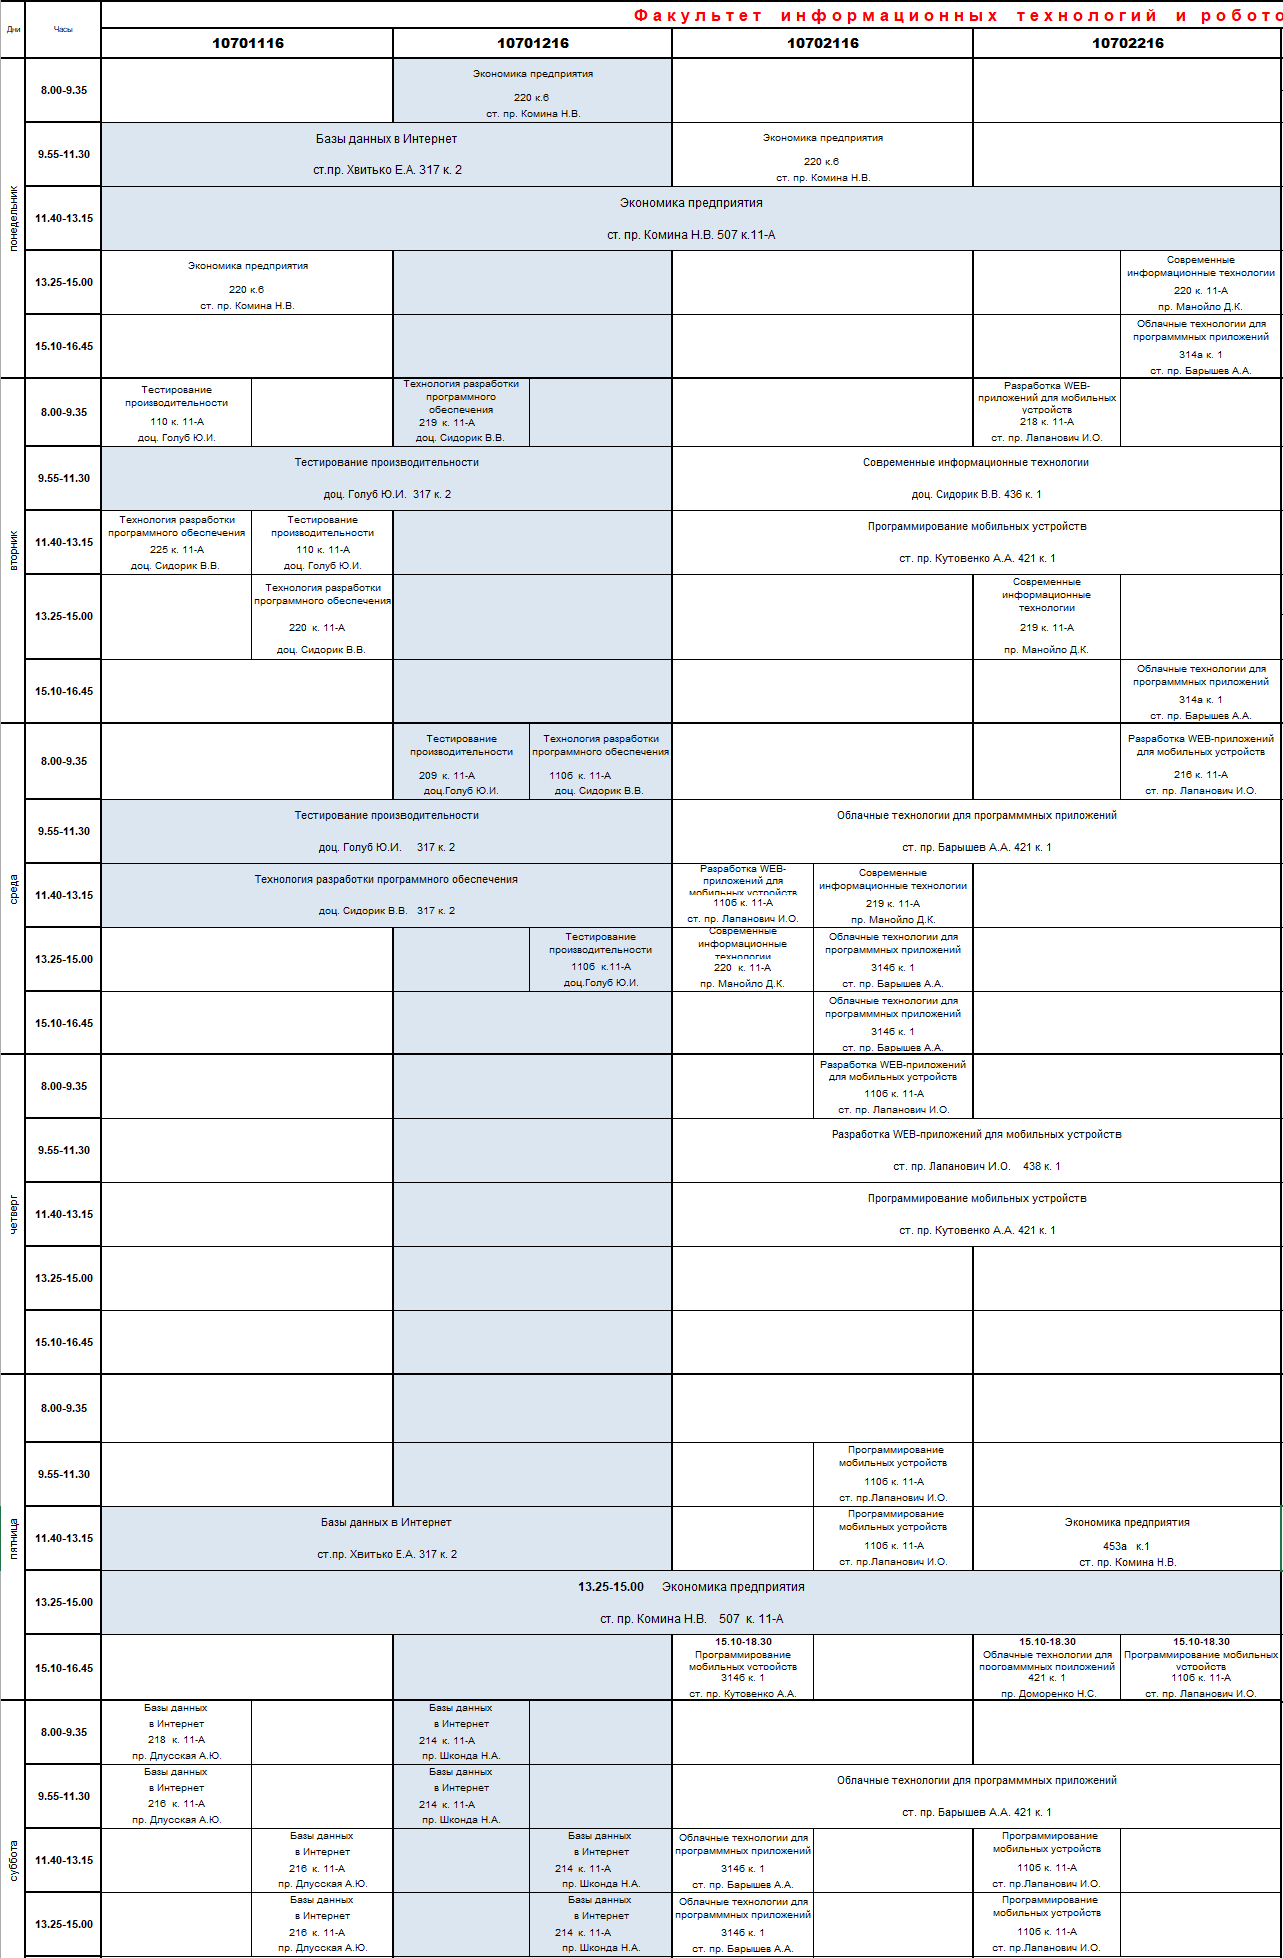 Факультет информационных технологий и робото
Дни
Часы
10701116
10701216
10702116
10702216
понедельник
8.00-9.35
Экономика предприятия
220 к.6
ст. пр. Комина Н.В.
9.55-11.30
Базы данных в Интернет
ст.пр. Хвитько Е.А. 317 к. 2
Экономика предприятия
220 к.6
ст. пр. Комина Н.В.
11.40-13.15
Экономика предприятия
ст. пр. Комина Н.В. 507 к.11-А
13.25-15.00
Экономика предприятия
220 к.6
ст. пр. Комина Н.В.
Современные
информационные технологии
220 к. 11-А
пр. Манойло Д.К.
15.10-16.45
Облачные технологии для
программмных приложений
314а к. 1
ст. пр. Барышев А.А.
вторник
8.00-9.35
Тестирование
производительности
110 к. 11-А
доц. Голуб Ю.И.
Технология разработки
программного
обеспечения
219 к. 11-А
доц. Сидорик В.В.
Разработка WEB-
приложений для мобильных
устройств
218 к. 11-А
ст. пр. Лапанович И.О.
9.55-11.30
Тестирование производительности
доц. Голуб Ю.И. 317 к. 2
Современные информационные технологии
доц. Сидорик В.В. 436 к. 1
11.40-13.15
Технология разработки
программного обеспечения
225 к. 11-А
доц. Сидорик В.В.
Тестирование
производительности
110 к. 11-А
доц. Голуб Ю.И.
Программирование мобильных устройств
ст. пр. Кутовенко А.А. 421 к. 1
13.25-15.00
Технология разработки
программного обеспечения
220 к. 11-А
доц. Сидорик В.В.
Современные
информационные
технологии
219 к. 11-А
пр. Манойло Д.К.
15.10-16.45
Облачные технологии для
программмных приложений
314а к. 1
ст. пр. Барышев А.А.
среда
8.00-9.35
Тестирование
производительности
209 к. 11-А
доц.Голуб Ю.И.
Технология разработки
программного обеспечения
110б к. 11-А
доц. Сидорик В.В.
Разработка WEB-приложений
для мобильных устройств
216 к. 11-А
ст. пр. Лапанович И.О.
9.55-11.30
Тестирование производительности
доц. Голуб Ю.И. 317 к. 2
Облачные технологии для программмных приложений
ст. пр. Барышев А.А. 421 к. 1
11.40-13.15
Технология разработки программного обеспечения
доц. Сидорик В.В. 317 к. 2
Разработка WEB-
приложений для
мобильных устройств
110б к. 11-А
ст. пр. Лапанович И.О.
Современные
информационные технологии
219 к. 11-А
пр. Манойло Д.К.
13.25-15.00
Тестирование
производительности
110б к.11-А
доц.Голуб Ю.И.
Современные
информационные
технологии
220 к. 11-А
пр. Манойло Д.К.
Облачные технологии для
программмных приложений
314б к. 1
ст. пр. Барышев А.А.
15.10-16.45
Облачные технологии для
программмных приложений
314б к. 1
ст. пр. Барышев А.А.
четверг
8.00-9.35
Разработка WEB-приложений
для мобильных устройств
110б к. 11-А
ст. пр. Лапанович И.О.
9.55-11.30
Разработка WEB-приложений для мобильных устройств
ст. пр. Лапанович И.О. 438 к. 1
11.40-13.15
Программирование мобильных устройств
ст. пр. Кутовенко А.А. 421 к. 1
13.25-15.00
15.10-16.45
пятница
8.00-9.35
9.55-11.30
Программирование
мобильных устройств
110б к. 11-А
ст. пр.Лапанович И.О.
11.40-13.15
Базы данных в Интернет
ст.пр. Хвитько Е.А. 317 к. 2
Программирование
мобильных устройств
110б к. 11-А
ст. пр.Лапанович И.О.
Экономика предприятия
453а к.1
ст. пр. Комина Н.В.
13.25-15.00
13.25-15.00 Экономика предприятия
ст. пр. Комина Н.В. 507 к. 11-А
15.10-16.45
15.10-18.30
Программирование
мобильных устройств
314б к. 1
ст. пр. Кутовенко А.А.
15.10-18.30
Облачные технологии для
программмных приложений
421 к. 1
пр. Доморенко Н.С.
15.10-18.30
Программирование мобильных
устройств
110б к. 11-А
ст. пр. Лапанович И.О.
суббота
8.00-9.35
Базы данных
в Интернет
218 к. 11-А
пр. Длусская А.Ю.
Базы данных
в Интернет
214 к. 11-А
пр. Шконда Н.А.
9.55-11.30
Базы данных
в Интернет
216 к. 11-А
пр. Длусская А.Ю.
Базы данных
в Интернет
214 к. 11-А
пр. Шконда Н.А.
Облачные технологии для программмных приложений
ст. пр. Барышев А.А. 421 к. 1
11.40-13.15
Базы данных
в Интернет
216 к. 11-А
пр. Длусская А.Ю.
Базы данных
в Интернет
214 к. 11-А
пр. Шконда Н.А.
Облачные технологии для
программмных приложений
314б к. 1
ст. пр. Барышев А.А.
Программирование
мобильных устройств
110б к. 11-А
ст. пр.Лапанович И.О.
13.25-15.00
Базы данных
в Интернет
216 к. 11-А
пр. Длусская А.Ю.
Базы данных
в Интернет
214 к. 11-А
пр. Шконда Н.А.
Облачные технологии для
программмных приложений
314б к. 1
ст. пр. Барышев А.А.
Программирование
мобильных устройств
110б к. 11-А
ст. пр.Лапанович И.О.